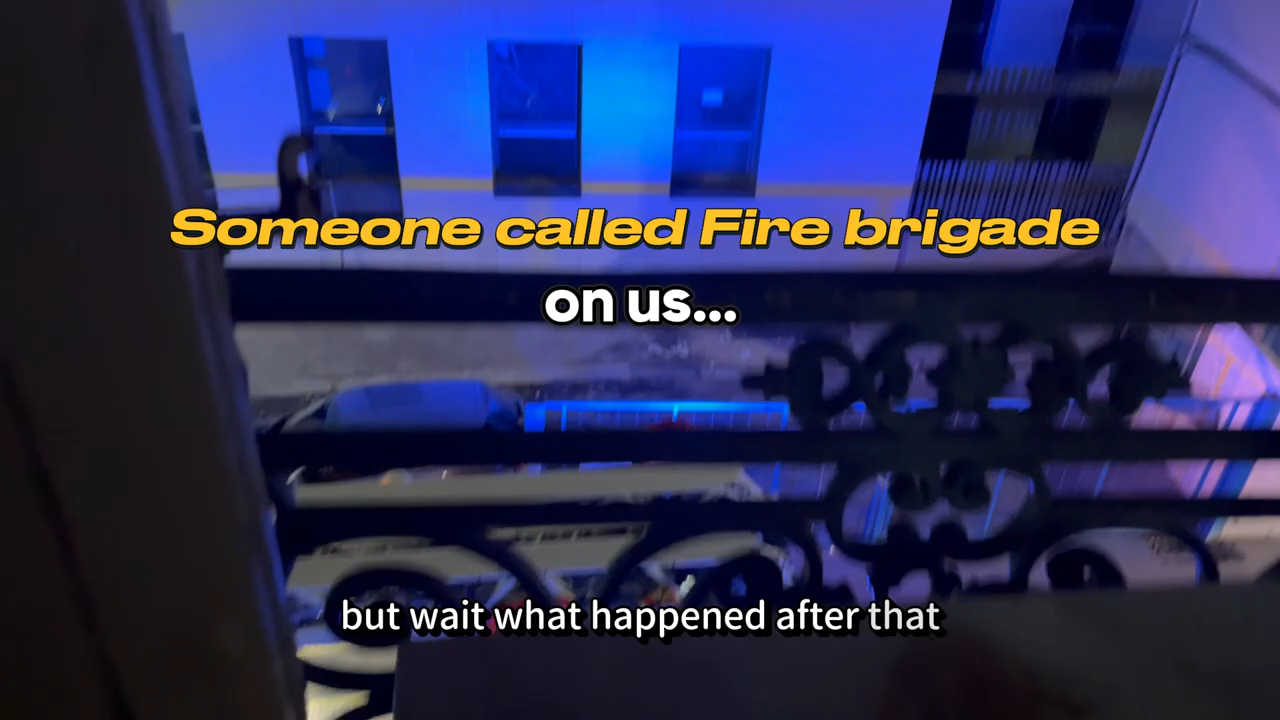 Someone called Fire brigade
on us...
but wait what happened after that